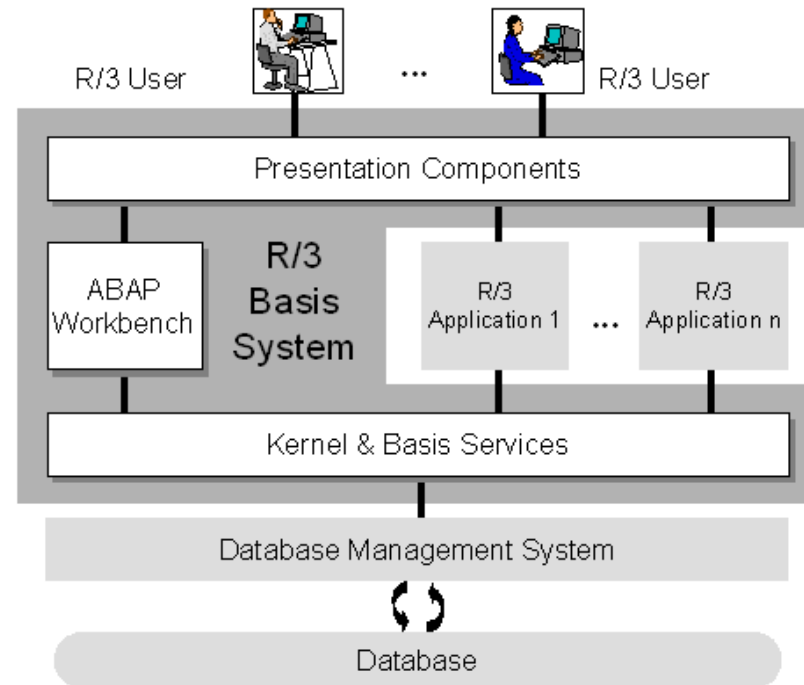 R/3 User
...
R/3 User
Presentation Components
ABAP
Workbench
R/3
Basis
System
R/3
Application 1
...
R/3
Application n
Kernel & Basis Services
Database Management System
Database